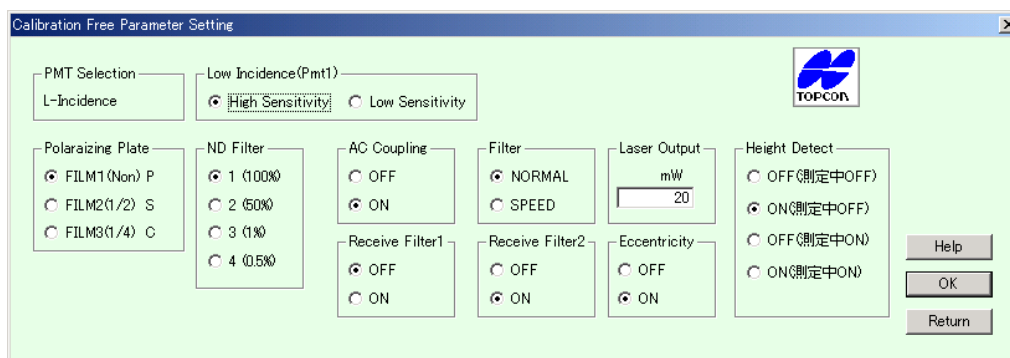 Calibration Free Parameter Setting
PMT Selection
L-Incidence
Low Incidence(Pmt1)
High Sensitivity
Low Sensitivity
TOPCON
Polaraizing Plate
FILM1(Non) P
FILM2(1/2) S
FILM3(1/4) C
ND Filter
1 (100%)
2 (50%)
3 (1%)
4 (0.5%)
AC Coupling
OFF
ON
Filter
NORMAL
SPEED
Laser Output
mW
20
Height Detect
OFF(測定中OFF)
ON(測定中OFF)
OFF(測定中ON)
ON(測定中ON)
Receive Filter1
OFF
ON
Receive Filter2
OFF
ON
Eccentricity
OFF
ON
Help
OK
Return